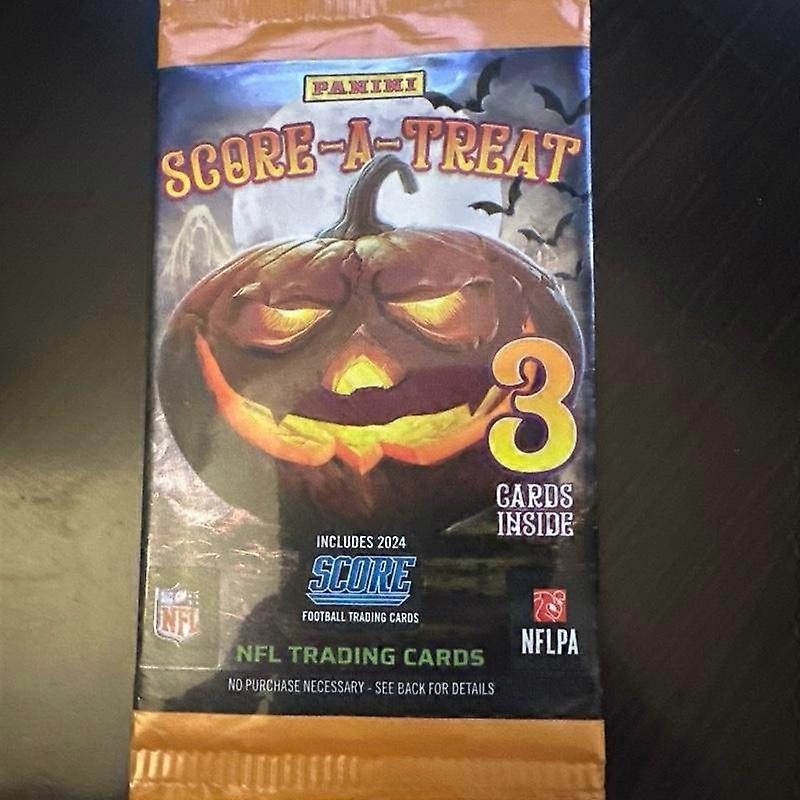 PANINI
SCORE-A-TREAT
3
CARDS
INSIDE
INCLUDES 2024
SCORE
FOOTBALL TRADING CARDS
NFL
NFLPA
NFL TRADING CARDS
NO PURCHASE NECESSARY - SEE BACK FOR DETAILS